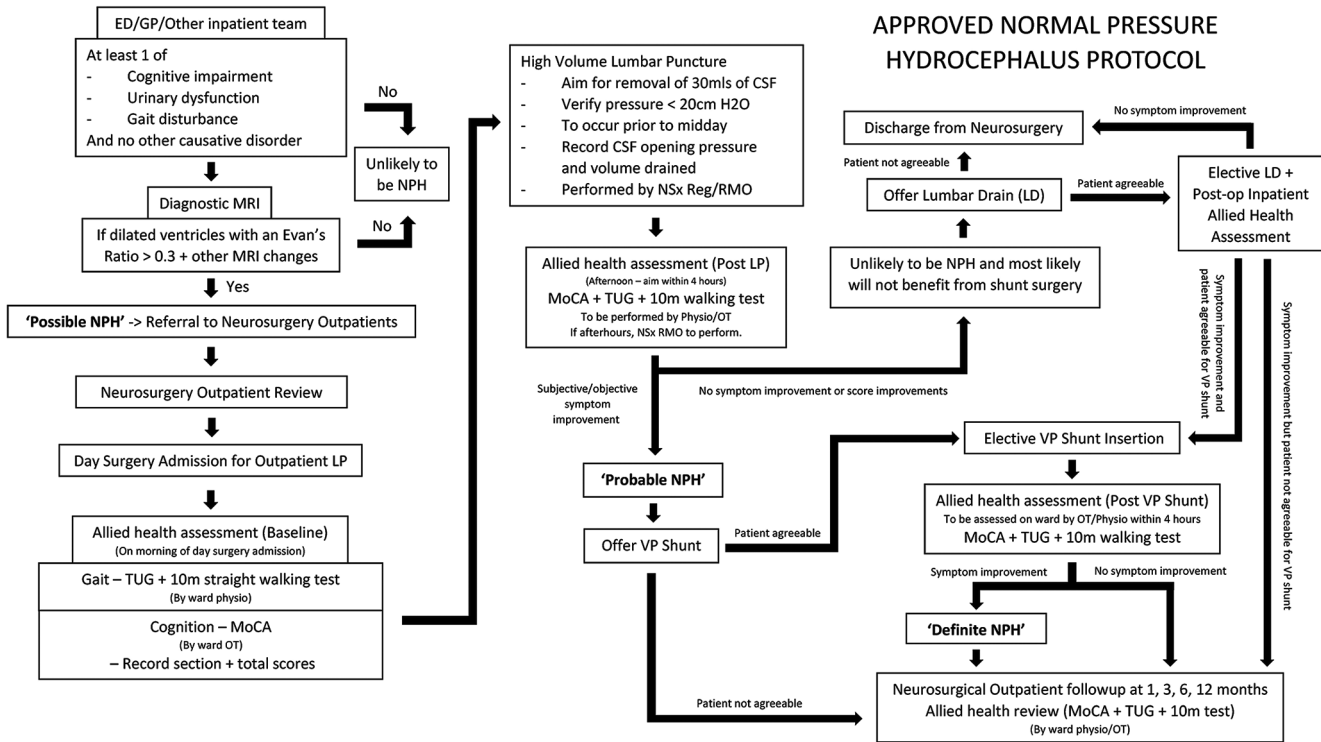 APPROVED NORMAL PRESSURE
HYDROCEPHALUS PROTOCOL
ED/GP/Other inpatient team
At least 1 of
- Cognitive impairment
- Urinary dysfunction
- Gait disturbance
And no other causative disorder
No
Unlikely to
be NPH
Diagnostic MRI
If dilated ventricles with an Evan's
Ratio > 0.3 + other MRI changes
No
Yes
'Possible NPH' -> Referral to Neurosurgery Outpatients
Neurosurgery Outpatient Review
Day Surgery Admission for Outpatient LP
Allied health assessment (Baseline)
(On morning of day surgery admission)
Gait – TUG + 10m straight walking test
(By ward physio)
Cognition – MoCA
(By ward OT)
– Record section + total scores
High Volume Lumbar Puncture
- Aim for removal of 30mls of CSF
- Verify pressure < 20cm H2O
- To occur prior to midday
- Record CSF opening pressure
and volume drained
- Performed by NSx Reg/RMO
Allied health assessment (Post LP)
(Afternoon – aim within 4 hours)
MoCA + TUG + 10m walking test
To be performed by Physio/OT
If afterhours, NSx RMO to perform.
Subjective/objective
symptom
improvement
No symptom improvement or score improvements
'Probable NPH'
Offer VP Shunt
Patient agreeable
Patient not agreeable
Discharge from Neurosurgery
No symptom improvement
Patient not agreeable
Offer Lumbar Drain (LD)
Patient agreeable
Elective LD +
Post-op Inpatient
Allied Health
Assessment
Unlikely to be NPH and most likely
will not benefit from shunt surgery
Symptom improvement and
patient agreeable for VP
shunt
Symptom improvement but patient not agreeable for VP shunt
Elective VP Shunt Insertion
Allied health assessment (Post VP Shunt)
To be assessed on ward by OT/Physio within 4 hours
MoCA + TUG + 10m walking test
Symptom improvement
No symptom improvement
'Definite NPH'
Neurosurgical Outpatient followup at 1, 3, 6, 12 months
Allied health review (MoCA + TUG + 10m test)
(By ward physio/OT)